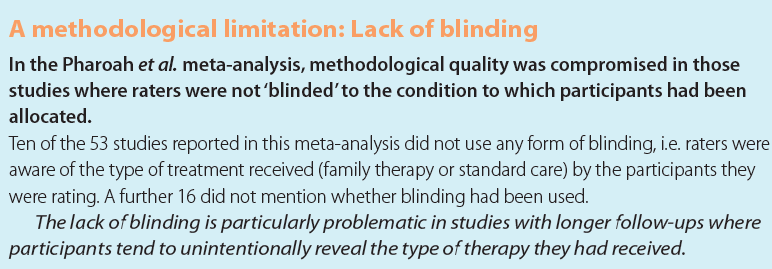 A methodological limitation: Lack of blinding
In the Pharoah et al. meta-analysis, methodological quality was compromised in those
studies where raters were not ‘blinded’ to the condition to which participants had been
allocated.
Ten of the 53 studies reported in this meta-analysis did not use any form of blinding, i.e. raters were
aware of the type of treatment received (family therapy or standard care) by the participants they
were rating. A further 16 did not mention whether blinding had been used.
The lack of blinding is particularly problematic in studies with longer follow-ups where
participants tend to unintentionally reveal the type of therapy they had received.